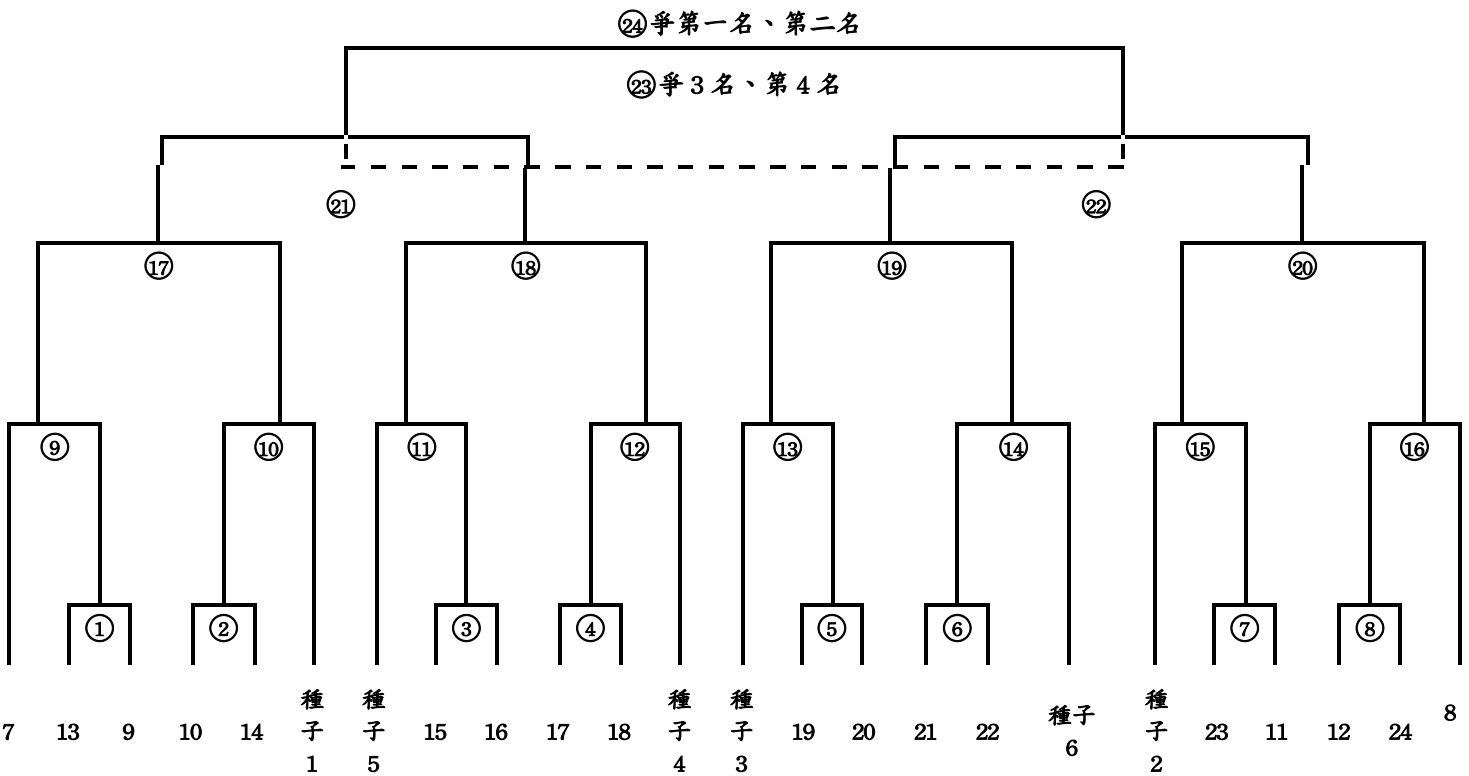 ㉔爭第一名、第二名
㉓爭3名、第4名
㉑ ㉒
⑰ ⑱ ⑲ ⑳
⑨ ⑩ ⑪ ⑫ ⑬ ⑭ ⑮ ⑯
① ② ③ ④ ⑤ ⑥ ⑦ ⑧
7 13 9 10 14 種子1 種子5 15 16 17 18 種子4 種子3 19 20 21 22 種子6 種子2 23 11 12 24 8